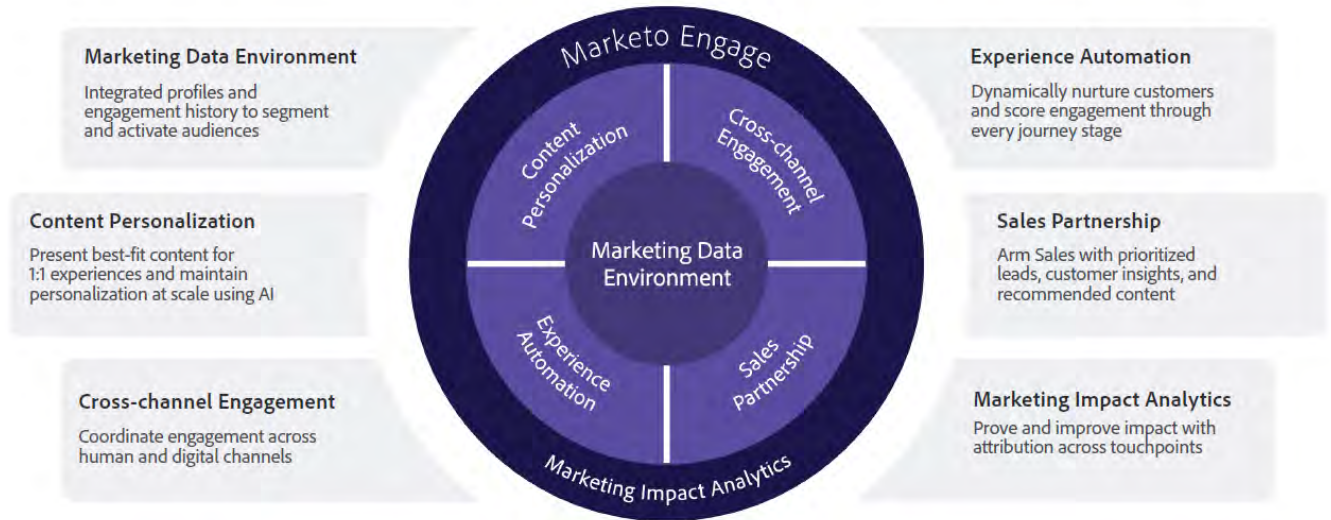 Marketing Data Environment
Integrated profiles and
engagement history to segment
and activate audiences
Content Personalization
Present best-fit content for
1:1 experiences and maintain
personalization at scale using AI
Cross-channel Engagement
Coordinate engagement across
human and digital channels
Marketo Engage
Content
Personalization
Cross-channel
Engagement
Marketing Data
Environment
Experience
Automation
Sales
Partnership
Marketing Impact Analytics
Experience Automation
Dynamically nurture customers
and score engagement through
every journey stage
Sales Partnership
Arm Sales with prioritized
leads, customer insights, and
recommended content
Marketing Impact Analytics
Prove and improve impact with
attribution across touchpoints